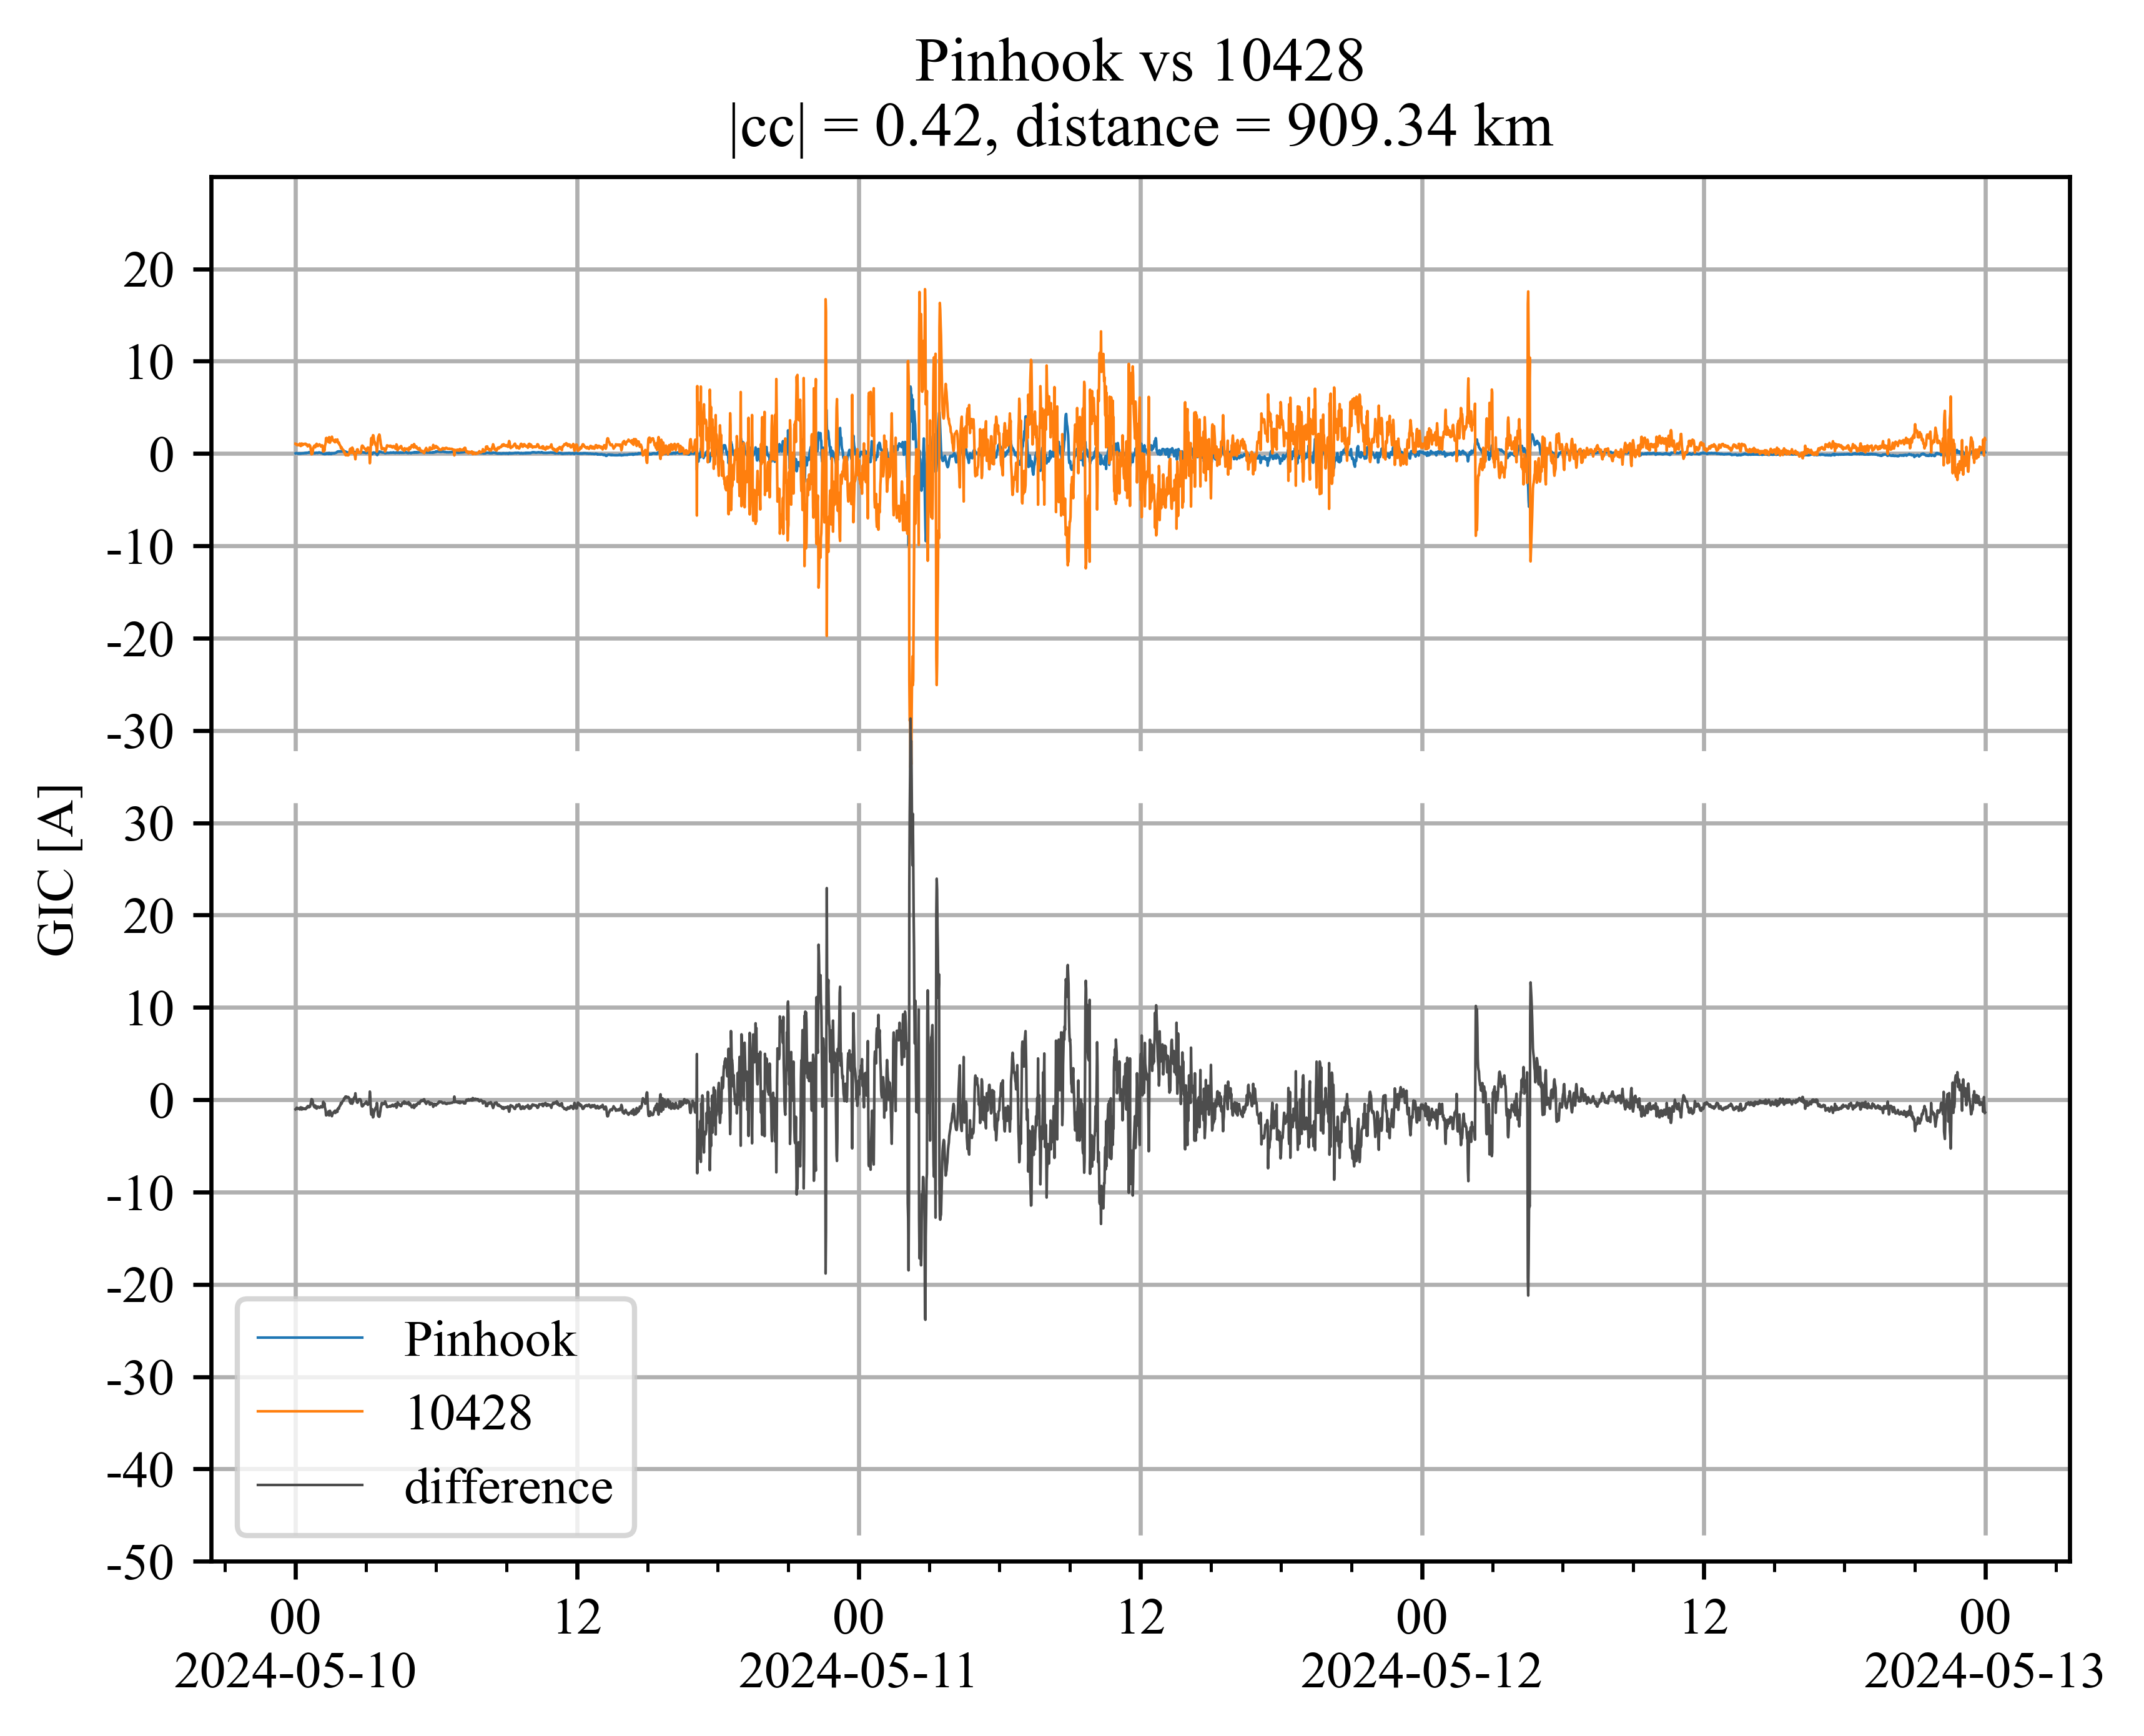 Pinhook vs 10428
|cc| = 0.42, distance = 909.34 km
GIC [A]
20
10
0
-10
-20
-30
30
20
10
0
-10
-20
-30
-40
-50
Pinhook
10428
difference
00 12 00 12 00 12 00
2024-05-10 2024-05-11 2024-05-12 2024-05-13